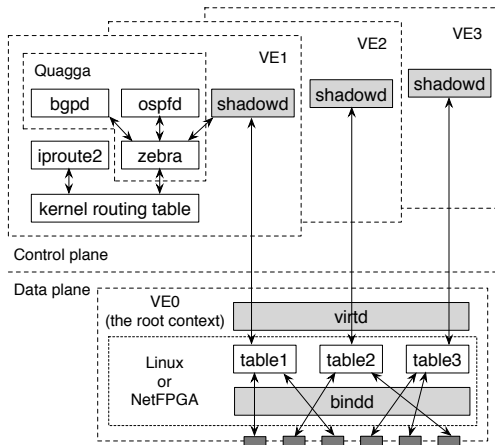 VE3
VE2
VE1
Quagga
bgpd
ospfd
shadowd
shadowd
shadowd
iproute2
zebra
kernel routing table
Control plane
Data plane
VE0
(the root context)
virtd
Linux
or
NetFPGA
table1
table2
table3
bindd